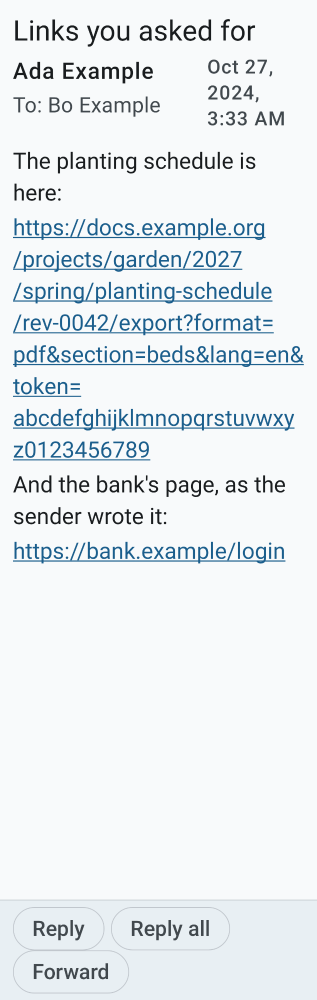 Links you asked for
Ada Example
Oct 27,
2024,
3:33 AM
To: Bo Example
The planting schedule is
here:
https://docs.example.org
/projects/garden/2027
/spring/planting-schedule
/rev-0042/export?format=
pdf&section=beds&lang=en&
token=
abcdefghijklmnopqrstuvwxy
z0123456789
And the bank's page, as the
sender wrote it:
https://bank.example/login
Reply
Reply all
Forward